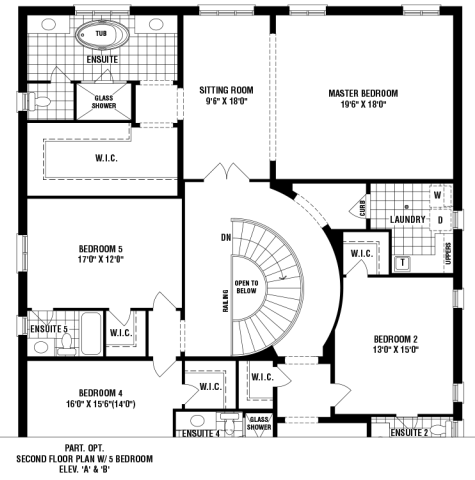 TUB
ENSUITE
GLASS
SHOWER
SITTING ROOM
9'6" X 18'0"
MASTER BEDROOM
19'6" X 18'0"
W.I.C.
CURB
LAUNDRY
W
D
UPPERS
T
W.I.C.
DN
RAILING
OPEN TO
BELOW
BEDROOM 5
17'0" X 12'0"
ENSUITE 5
W.I.C.
BEDROOM 2
13'0" X 15'0"
BEDROOM 4
16'0" X 15'6"(14'0")
W.I.C.
W.I.C.
ENSUITE 4
GLASS
SHOWER
ENSUITE 2
PART. OPT.
SECOND FLOOR PLAN W/ 5 BEDROOM
ELEV. 'A' & 'B'